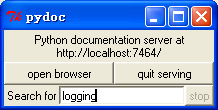 pydoc
Python documentation server at
http://localhost:7464/
open browser quit serving
Search for logging stop